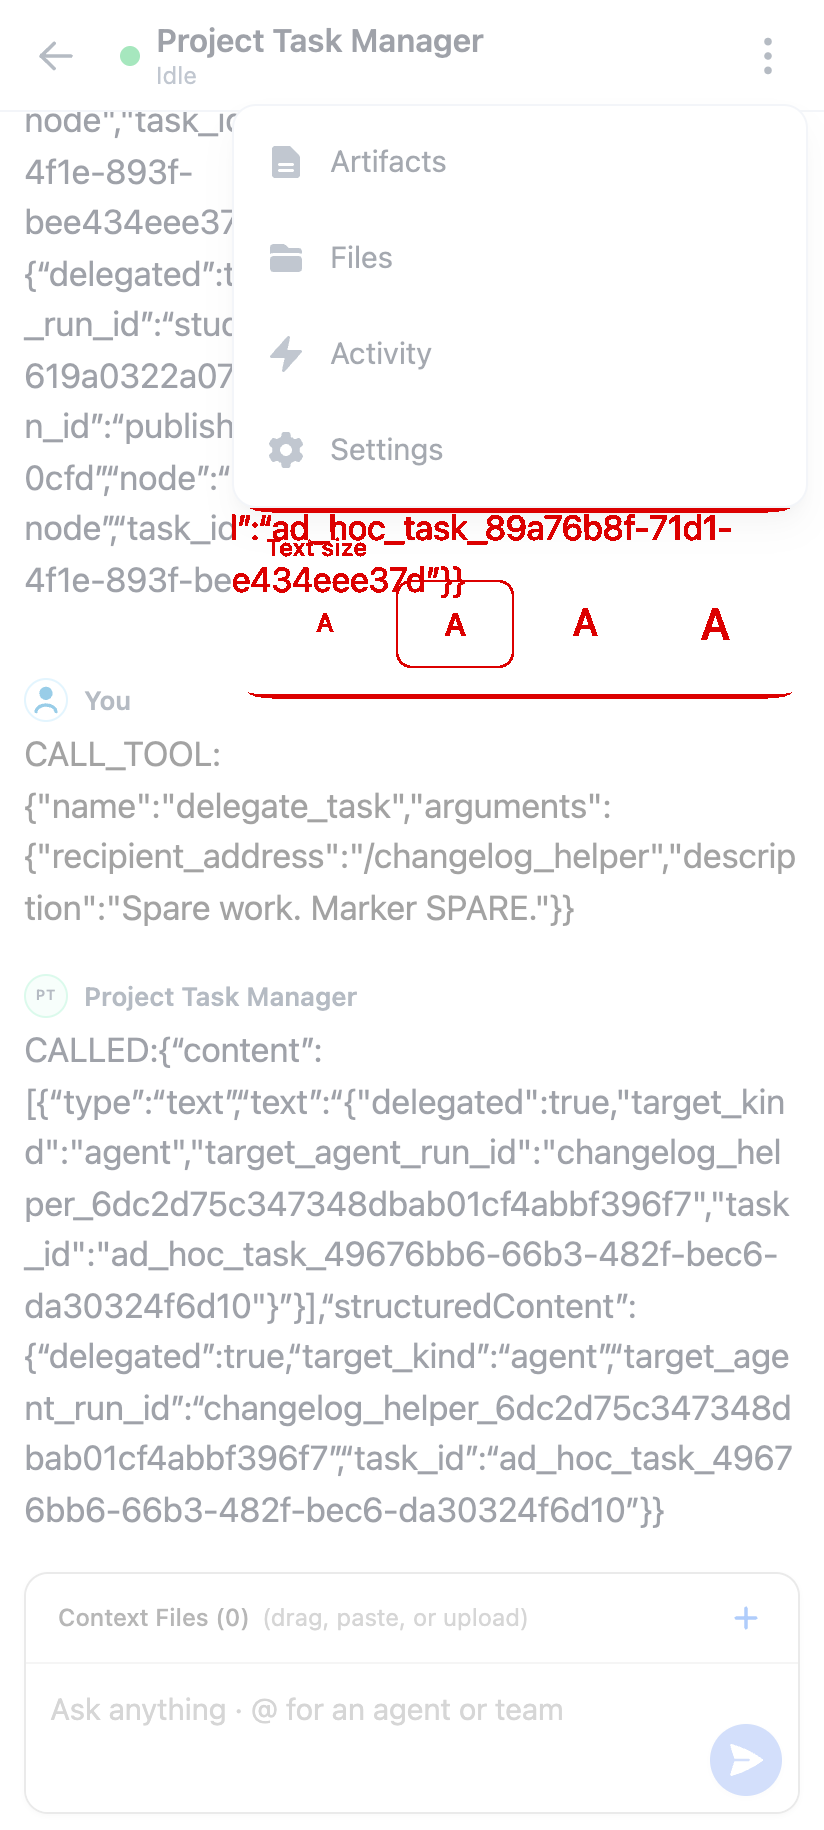 Project Task Manager
Idle
node","task_id
4f1e-893f-
bee434eee37
{“delegated”:t
_run_id”:“stud
619a0322a07
n_id”:“publish
0cfd”,“node”:“
node”,“task_id”:“ad_hoc_task_89a76b8f-71d1-
4f1e-893f-bee434eee37d”}}
Artifacts
Files
Activity
Settings
Text size
A A A A
You
CALL_TOOL:
{"name":"delegate_task","arguments":
{"recipient_address":"/changelog_helper","descrip
tion":"Spare work. Marker SPARE."}}
PT Project Task Manager
CALLED:{“content”:
[{“type”:“text”,“text”:“{"delegated":true,"target_kin
d":"agent","target_agent_run_id":"changelog_hel
per_6dc2d75c347348dbab01cf4abbf396f7","task
_id":"ad_hoc_task_49676bb6-66b3-482f-bec6-
da30324f6d10"}”}],“structuredContent”:
{“delegated”:true,“target_kind”:“agent”,“target_age
nt_run_id”:“changelog_helper_6dc2d75c347348d
bab01cf4abbf396f7”,“task_id”:“ad_hoc_task_4967
6bb6-66b3-482f-bec6-da30324f6d10”}}
Context Files (0) (drag, paste, or upload)
Ask anything · @ for an agent or team